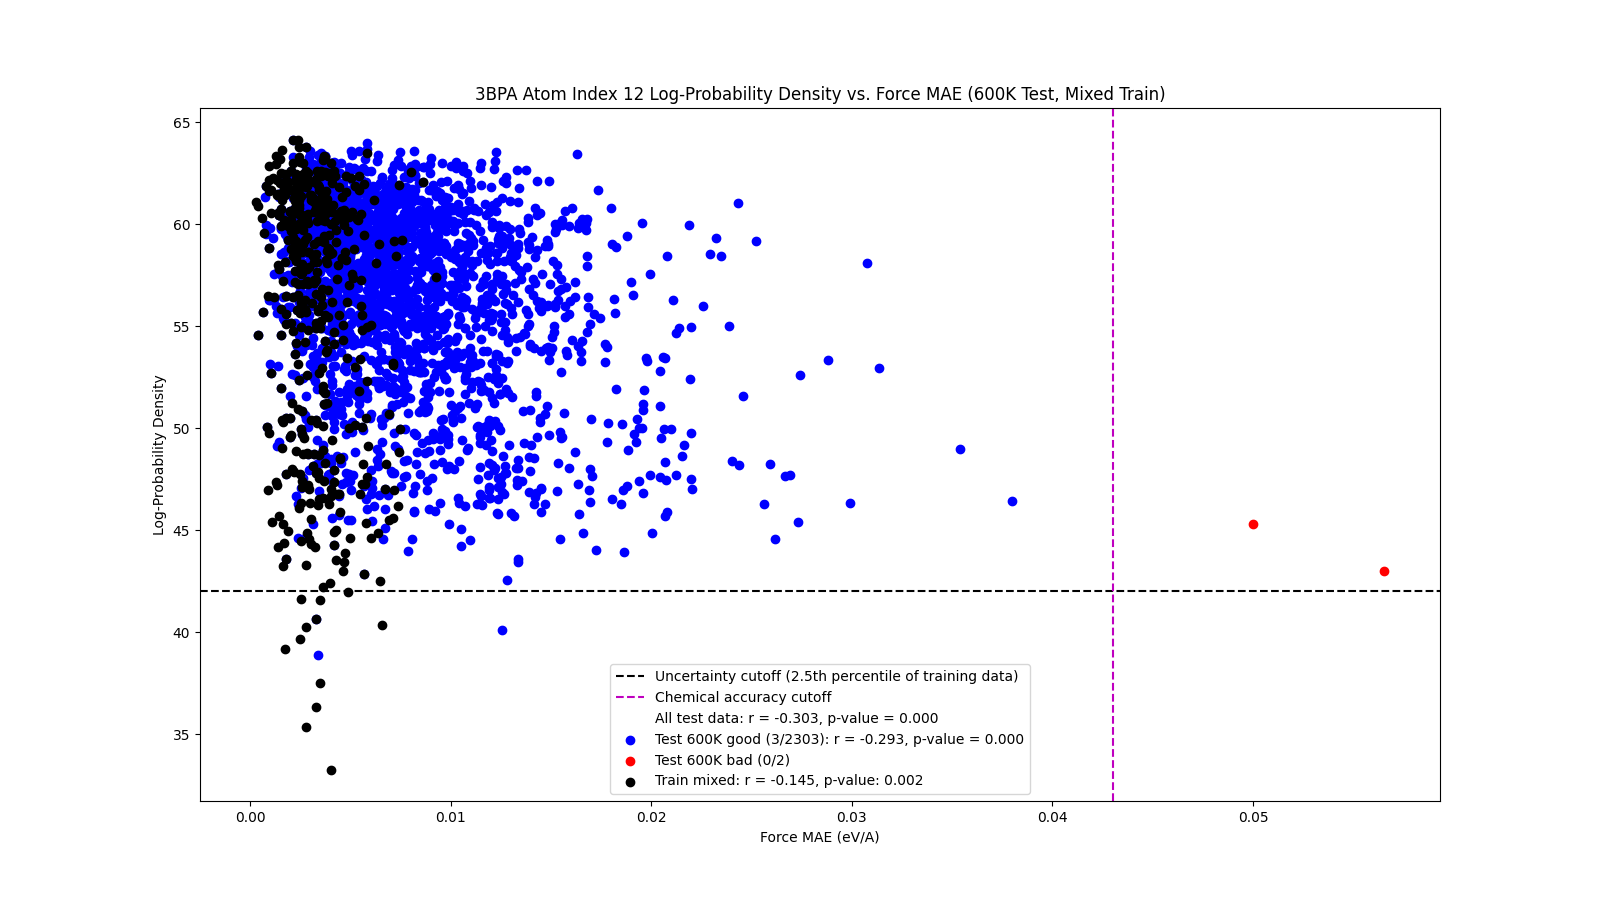 3BPA Atom Index 12 Log-Probability Density vs. Force MAE (600K Test, Mixed Train)
65
60
55
50
45
40
35
Log-Probability Density
Uncertainty cutoff (2.5th percentile of training data)
Chemical accuracy cutoff
All test data: r = -0.303, p-value = 0.000
Test 600K good (3/2303): r = -0.293, p-value = 0.000
Test 600K bad (0/2)
Train mixed: r = -0.145, p-value: 0.002
0.00 0.01 0.02 0.03 0.04 0.05
Force MAE (eV/A)